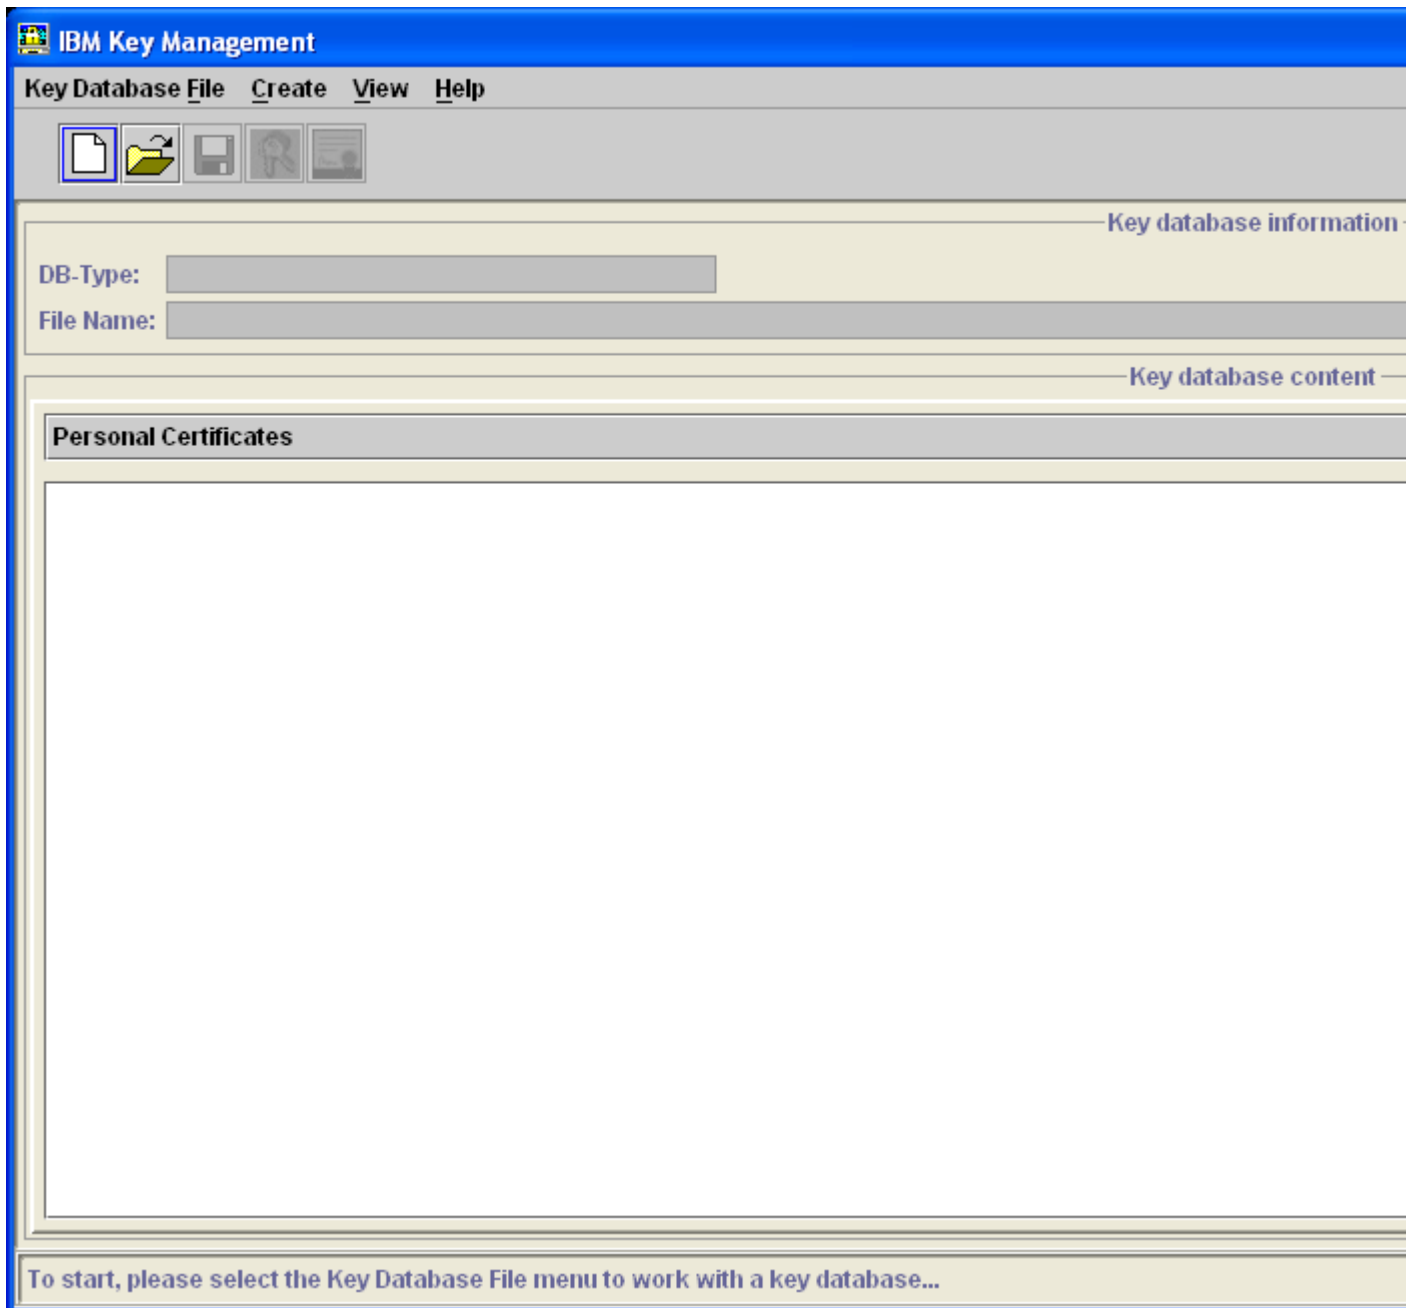 IBM Key Management
Key Database File Create View Help
Key database information
DB-Type:
File Name:
Key database content
Personal Certificates
To start, please select the Key Database File menu to work with a key database...